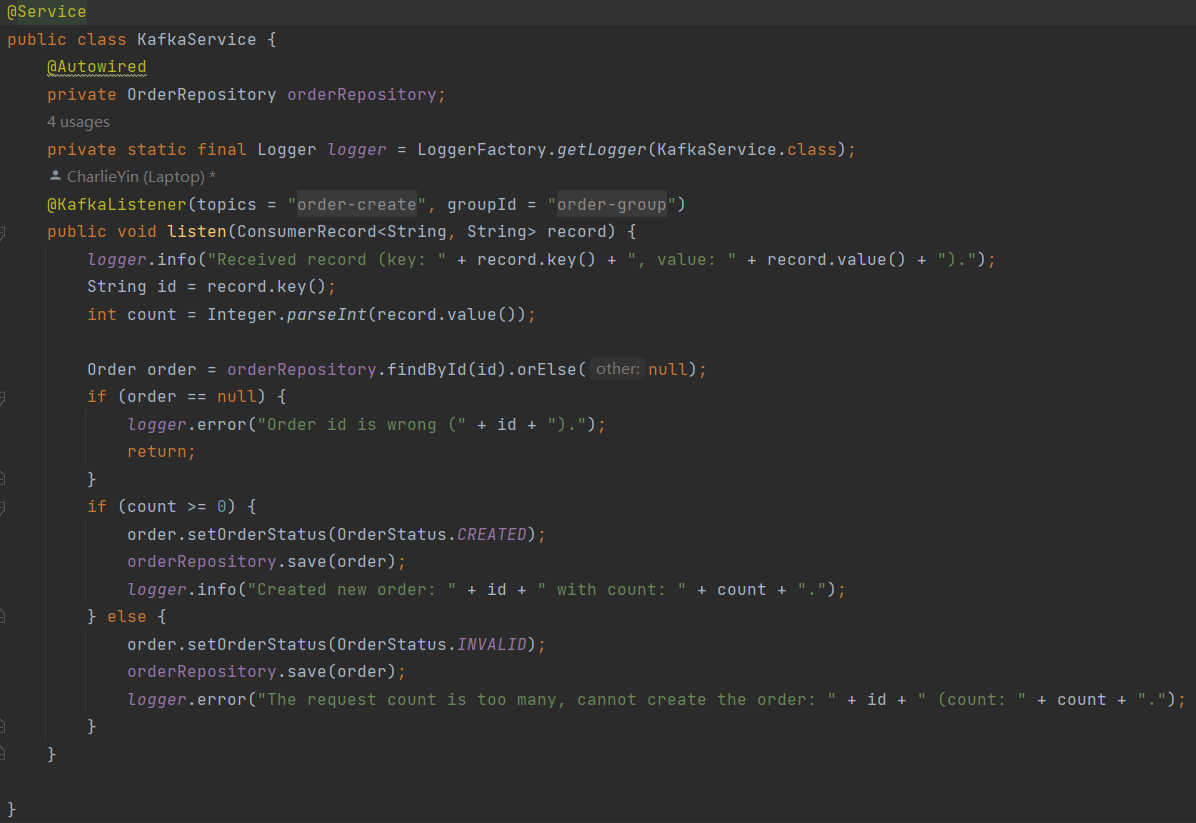 @Service
public class KafkaService {
    @Autowired
    private OrderRepository orderRepository;
    4 usages
    private static final Logger logger = LoggerFactory.getLogger(KafkaService.class);
    CharlieYin (Laptop) *
    @KafkaListener(topics = "order-create", groupId = "order-group")
    public void listen(ConsumerRecord<String, String> record) {
        logger.info("Received record (key: " + record.key() + ", value: " + record.value() + ").");
        String id = record.key();
        int count = Integer.parseInt(record.value());
        Order order = orderRepository.findById(id).orElse( other: null);
        if (order == null) {
            logger.error("Order id is wrong (" + id + ").");
            return;
        }
        if (count >= 0) {
            order.setOrderStatus(OrderStatus.CREATED);
            orderRepository.save(order);
            logger.info("Created new order: " + id + " with count: " + count + ".");
        } else {
            order.setOrderStatus(OrderStatus.INVALID);
            orderRepository.save(order);
            logger.error("The request count is too many, cannot create the order: " + id + " (count: " + count + ".");
        }
    }
}